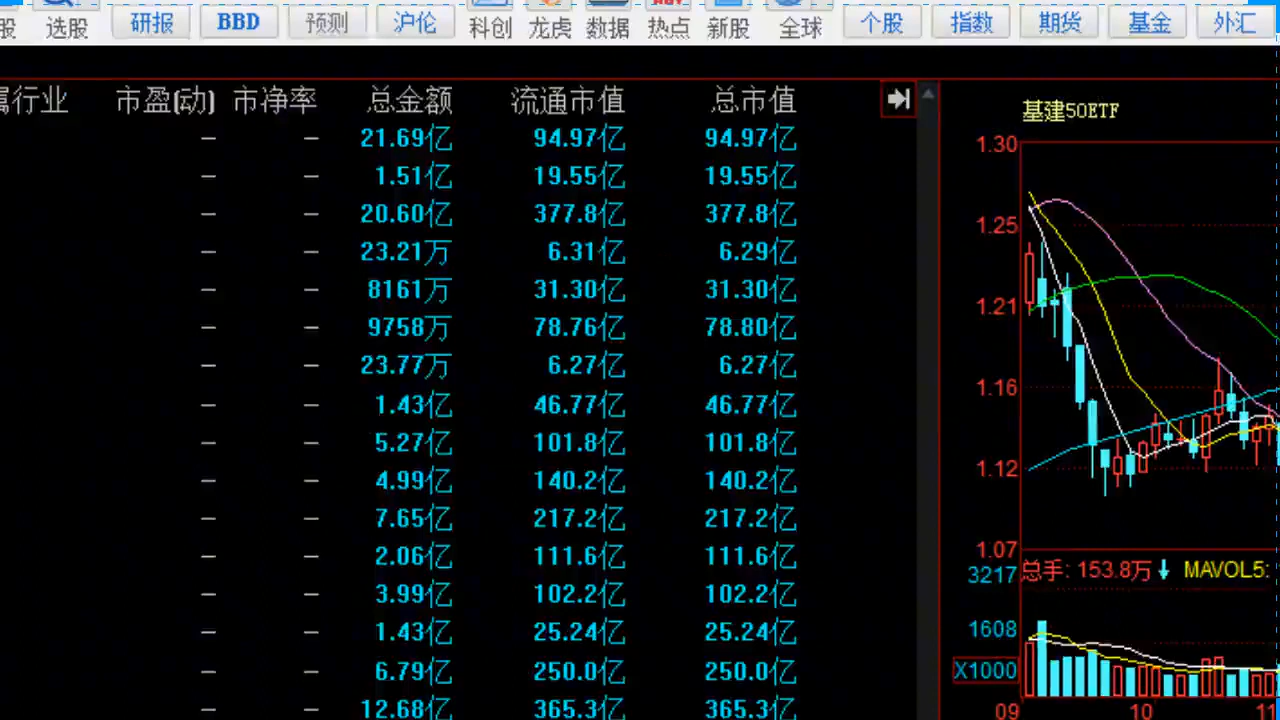 股 选股 研报 BBD 预测 沪伦 科创 龙虎 数据 热点 新股 全球 个股 指数 期货 基金 外汇
属行业 市盈(动) 市净率 总金额 流通市值 总市值
— — 21.69亿 94.97亿 94.97亿
— — 1.51亿 19.55亿 19.55亿
— — 20.60亿 377.8亿 377.8亿
— — 23.21万 6.31亿 6.29亿
— — 8161万 31.30亿 31.30亿
— — 9758万 78.76亿 78.80亿
— — 23.77万 6.27亿 6.27亿
— — 1.43亿 46.77亿 46.77亿
— — 5.27亿 101.8亿 101.8亿
— — 4.99亿 140.2亿 140.2亿
— — 7.65亿 217.2亿 217.2亿
— — 2.06亿 111.6亿 111.6亿
— — 3.99亿 102.2亿 102.2亿
— — 1.43亿 25.24亿 25.24亿
— — 6.79亿 250.0亿 250.0亿
— — 12.68亿 365.3亿 365.3亿
基建50ETF
1.30
1.25
1.21
1.16
1.12
1.07
3217 总手: 153.8万↓ MAVOL5:
1608
X1000
09 10 11